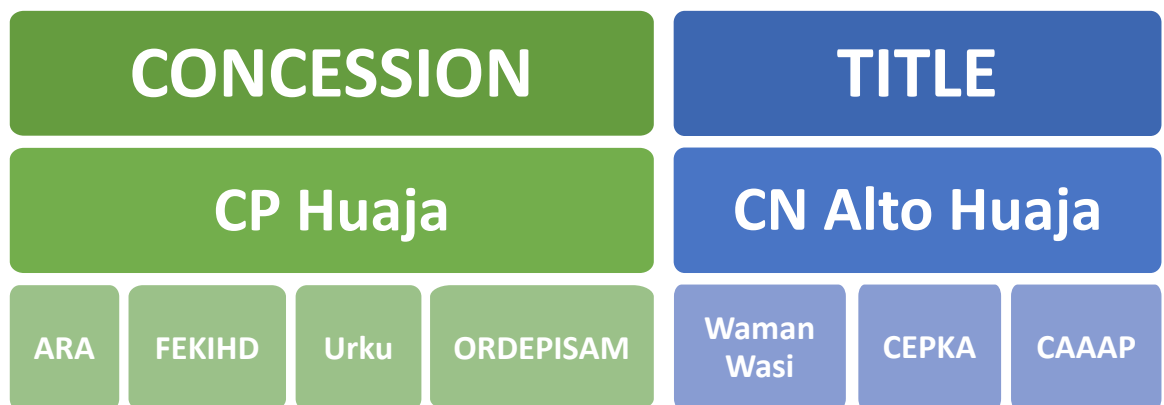 CONCESSION
TITLE
CP Huaja
CN Alto Huaja
ARA
FEKIHD
Urku
ORDEPISAM
Waman
Wasi
CEPKA
CAAAP